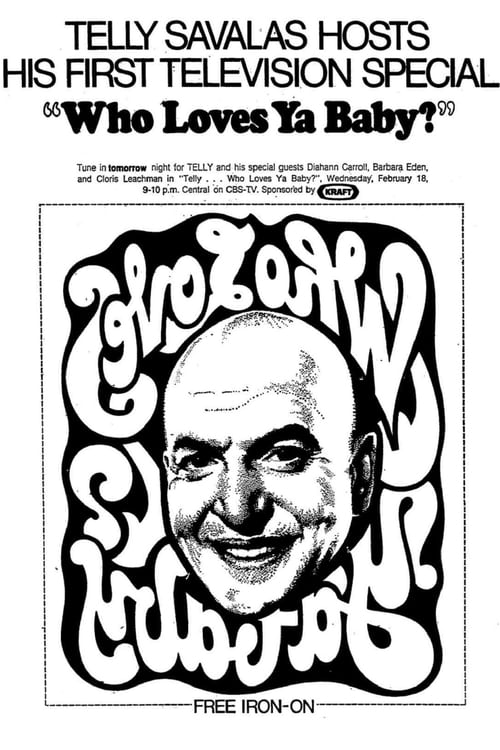 TELLY SAVALAS HOSTS
HIS FIRST TELEVISION SPECIAL
“Who Loves Ya Baby?”
Tune in tomorrow night for TELLY and his special guests Diahann Carroll, Barbara Eden,
and Cloris Leachman in "Telly . . . Who Loves Ya Baby?", Wednesday, February 18,
9-10 p.m. Central on CBS-TV. Sponsored by KRAFT
Who Love
FREE IRON-ON